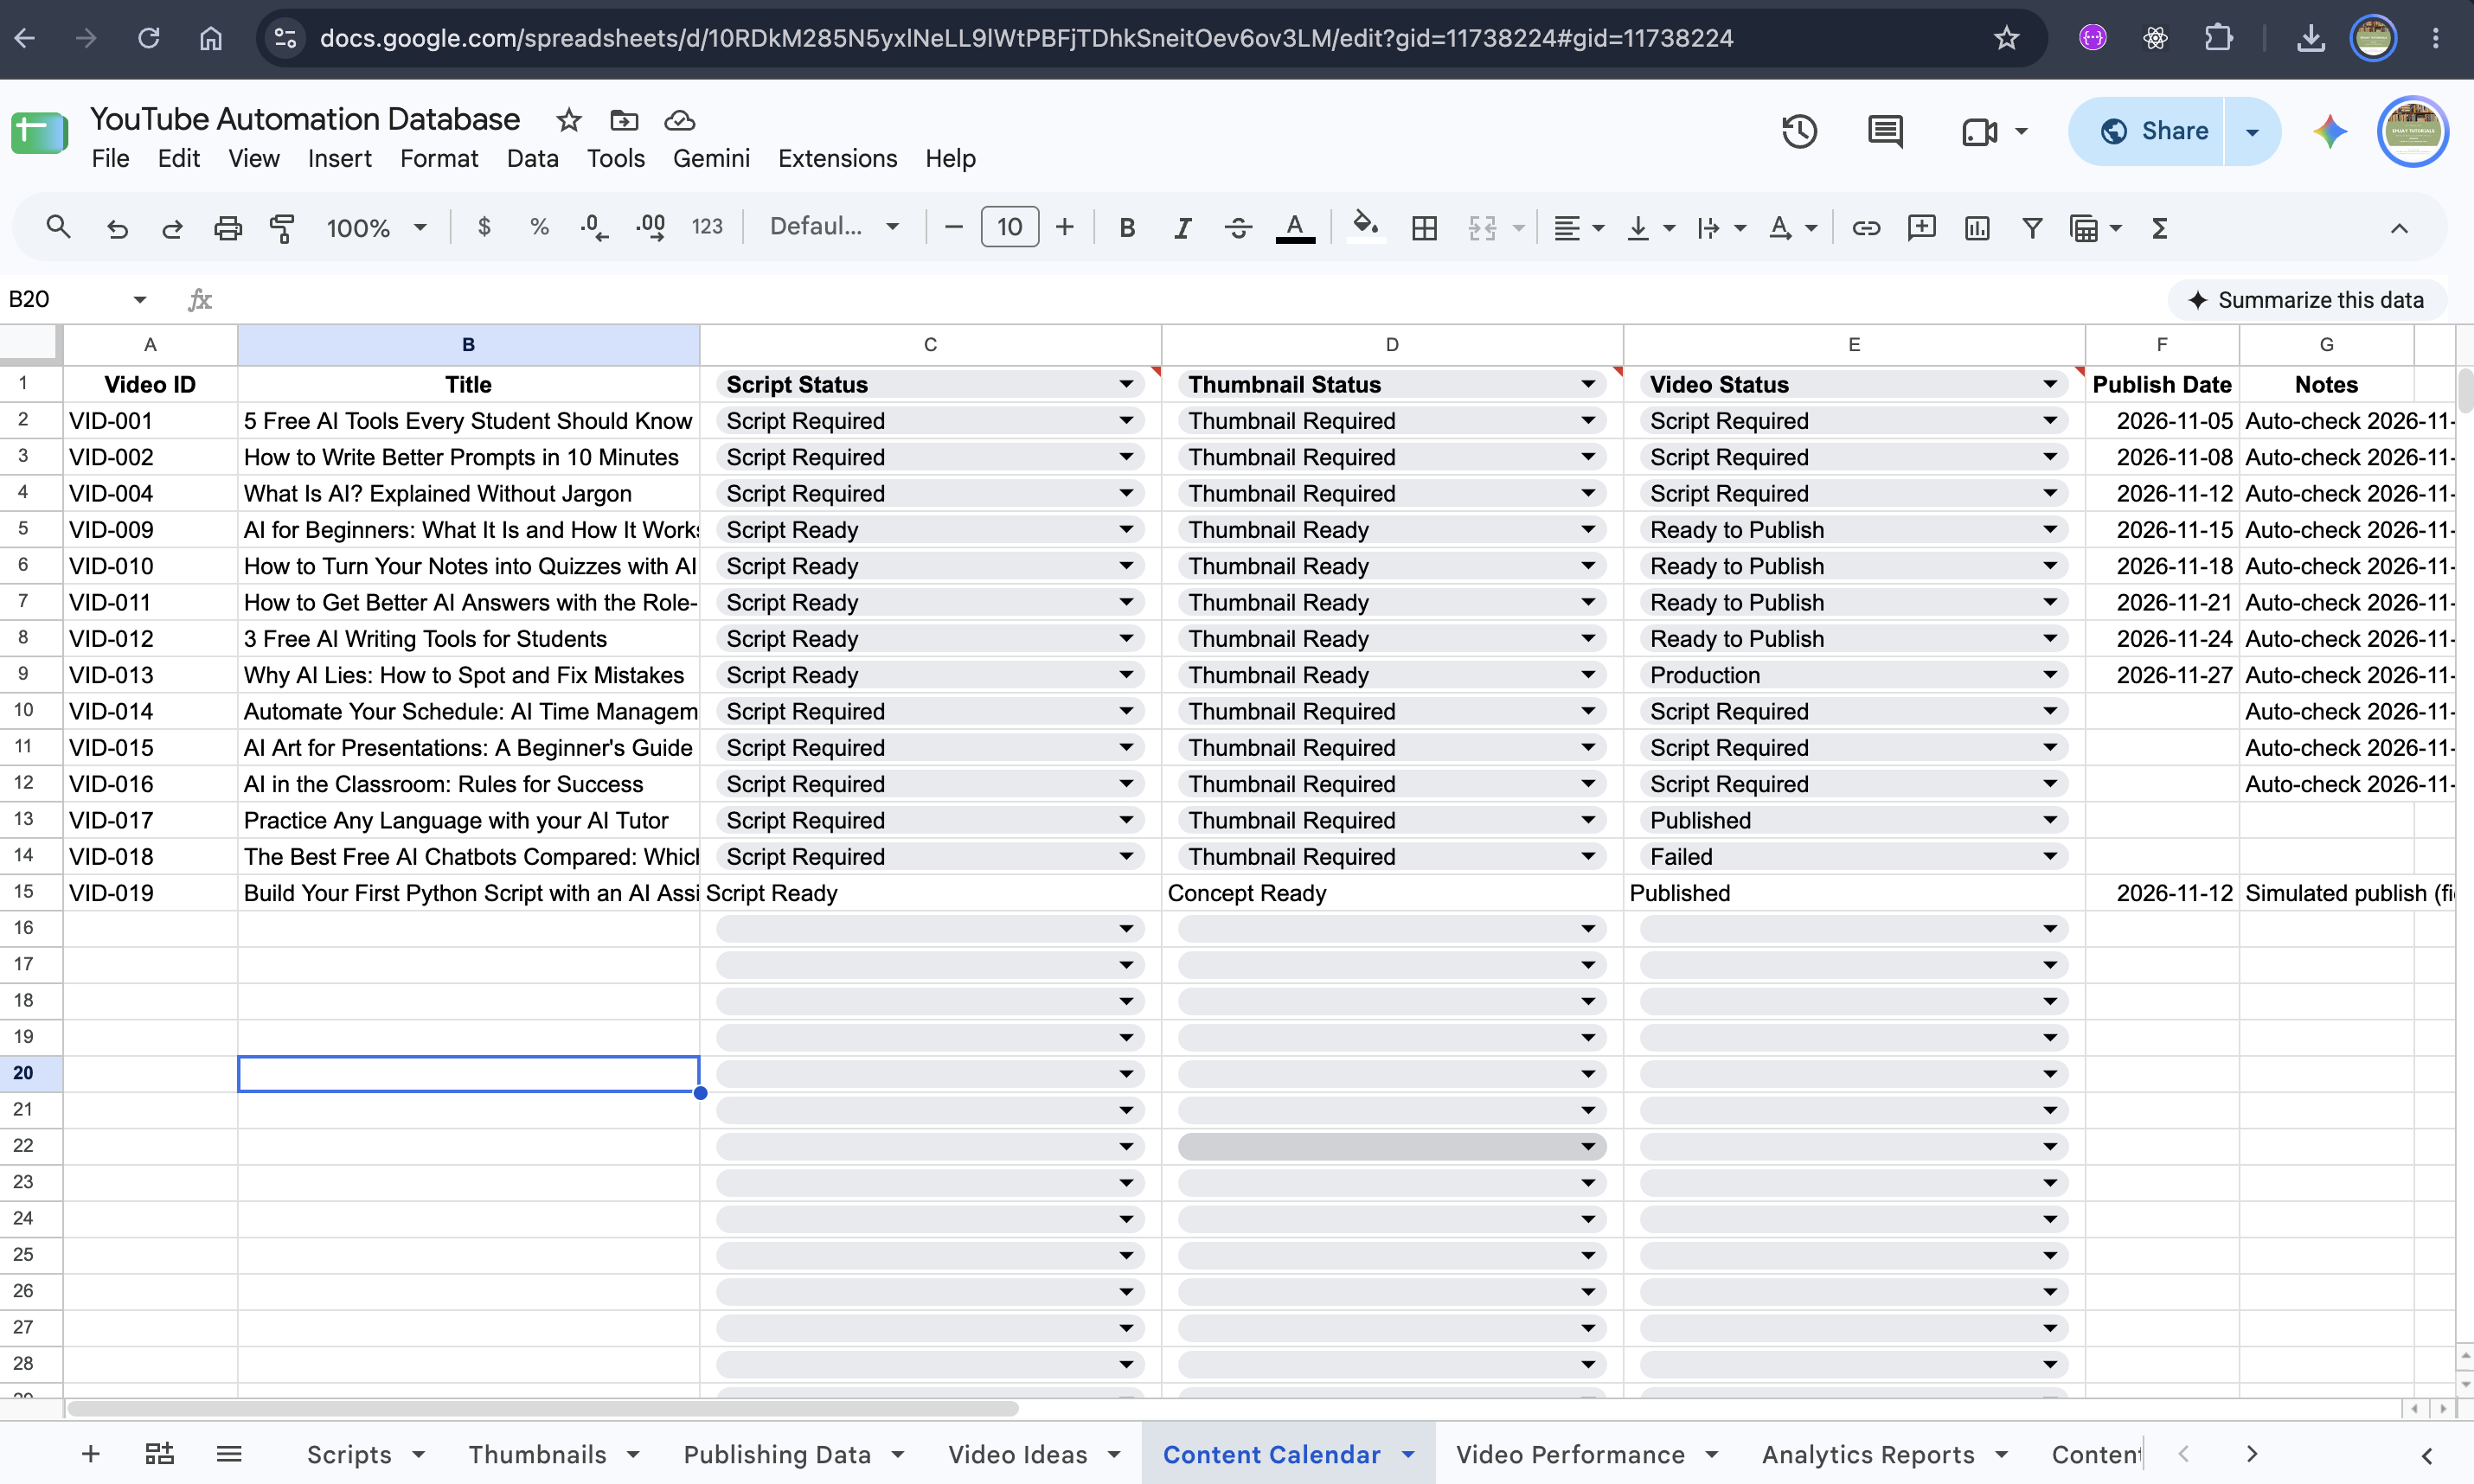 docs.google.com/spreadsheets/d/10RDkM285N5yxlNeLL9lWtPBFjTDhkSneitOev6ov3LM/edit?gid=11738224#gid=11738224
YouTube Automation Database
File Edit View Insert Format Data Tools Gemini Extensions Help
Share
100% $ % .0 .00 123 Defaul... − 10 + B I A Σ
B20 fx Summarize this data
A B C D E F G
1 Video ID Title Script Status Thumbnail Status Video Status Publish Date Notes
2 VID-001 5 Free AI Tools Every Student Should Know Script Required Thumbnail Required Script Required 2026-11-05 Auto-check 2026-11-
3 VID-002 How to Write Better Prompts in 10 Minutes Script Required Thumbnail Required Script Required 2026-11-08 Auto-check 2026-11-
4 VID-004 What Is AI? Explained Without Jargon Script Required Thumbnail Required Script Required 2026-11-12 Auto-check 2026-11-
5 VID-009 AI for Beginners: What It Is and How It Works Script Ready Thumbnail Ready Ready to Publish 2026-11-15 Auto-check 2026-11-
6 VID-010 How to Turn Your Notes into Quizzes with AI Script Ready Thumbnail Ready Ready to Publish 2026-11-18 Auto-check 2026-11-
7 VID-011 How to Get Better AI Answers with the Role- Script Ready Thumbnail Ready Ready to Publish 2026-11-21 Auto-check 2026-11-
8 VID-012 3 Free AI Writing Tools for Students Script Ready Thumbnail Ready Ready to Publish 2026-11-24 Auto-check 2026-11-
9 VID-013 Why AI Lies: How to Spot and Fix Mistakes Script Ready Thumbnail Ready Production 2026-11-27 Auto-check 2026-11-
10 VID-014 Automate Your Schedule: AI Time Managem Script Required Thumbnail Required Script Required Auto-check 2026-11-
11 VID-015 AI Art for Presentations: A Beginner's Guide Script Required Thumbnail Required Script Required Auto-check 2026-11-
12 VID-016 AI in the Classroom: Rules for Success Script Required Thumbnail Required Script Required Auto-check 2026-11-
13 VID-017 Practice Any Language with your AI Tutor Script Required Thumbnail Required Published
14 VID-018 The Best Free AI Chatbots Compared: Which Script Required Thumbnail Required Failed
15 VID-019 Build Your First Python Script with an AI Assi Script Ready Concept Ready Published 2026-11-12 Simulated publish (fi
16
17
18
19
20
21
22
23
24
25
26
27
28
29
Scripts Thumbnails Publishing Data Video Ideas Content Calendar Video Performance Analytics Reports Content